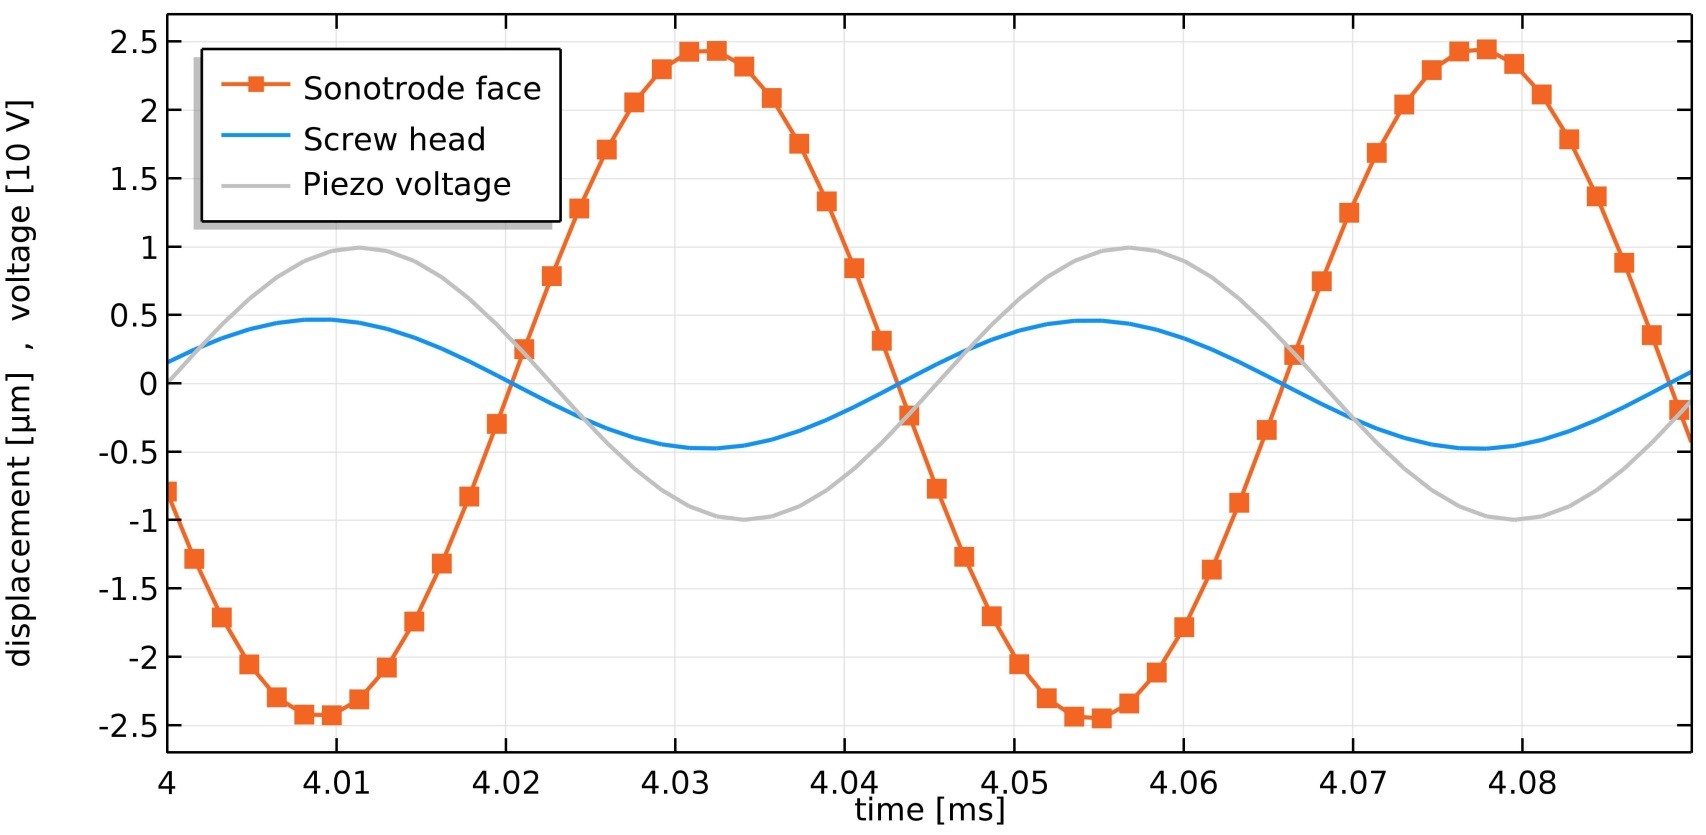 displacement [µm] , voltage [10 V]
2.5
2
1.5
1
0.5
0
-0.5
-1
-1.5
-2
-2.5
Sonotrode face
Screw head
Piezo voltage
4 4.01 4.02 4.03 4.04 4.05 4.06 4.07 4.08
time [ms]